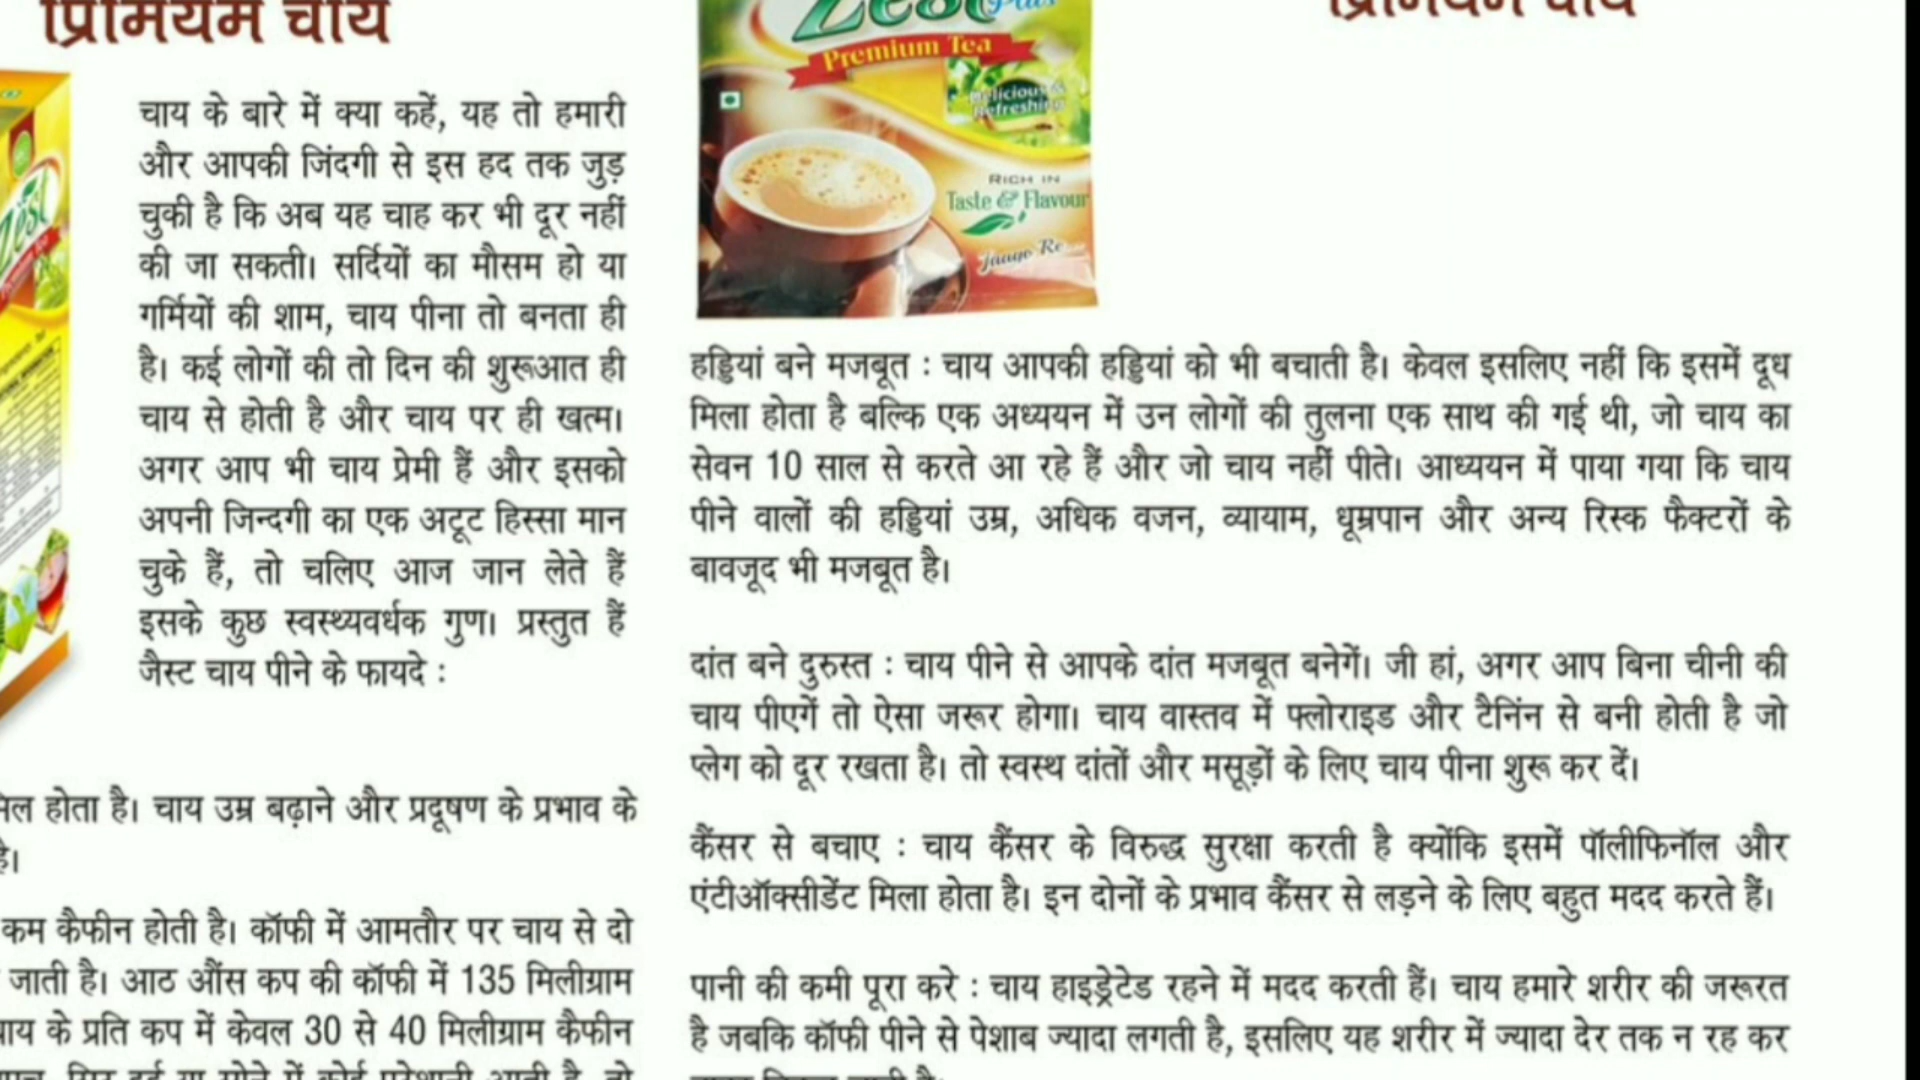 प्रीमियम चाय
चाय के बारे में क्या कहें, यह तो हमारी
और आपकी जिंदगी से इस हद तक जुड़
चुकी है कि अब यह चाह कर भी दूर नहीं
की जा सकती। सर्दियों का मौसम हो या
गर्मियों की शाम, चाय पीना तो बनता ही
है। कई लोगों की तो दिन की शुरूआत ही
चाय से होती है और चाय पर ही खत्म।
अगर आप भी चाय प्रेमी हैं और इसको
अपनी जिन्दगी का एक अटूट हिस्सा मान
चुके हैं, तो चलिए आज जान लेते हैं
इसके कुछ स्वस्थ्यवर्धक गुण। प्रस्तुत हैं
जैस्ट चाय पीने के फायदे :
होता है। चाय उम्र बढ़ाने और प्रदूषण के प्रभाव के
है।
कम कैफीन होती है। कॉफी में आमतौर पर चाय से दो
जाती है। आठ औंस कप की कॉफी में 135 मिलीग्राम
चाय के प्रति कप में केवल 30 से 40 मिलीग्राम कैफीन
Zest Plus
Premium Tea
Delicious &
Refreshing
RICH IN
Taste & Flavour
Jaago Re
प्रीमियम चाय
हड्डियां बने मजबूत : चाय आपकी हड्डियां को भी बचाती है। केवल इसलिए नहीं कि इसमें दूध
मिला होता है बल्कि एक अध्ययन में उन लोगों की तुलना एक साथ की गई थी, जो चाय का
सेवन 10 साल से करते आ रहे हैं और जो चाय नहीं पीते। आध्ययन में पाया गया कि चाय
पीने वालों की हड्डियां उम्र, अधिक वजन, व्यायाम, धूम्रपान और अन्य रिस्क फैक्टरों के
बावजूद भी मजबूत है।
दांत बने दुरुस्त : चाय पीने से आपके दांत मजबूत बनेगें। जी हां, अगर आप बिना चीनी की
चाय पीएगें तो ऐसा जरूर होगा। चाय वास्तव में फ्लोराइड और टैनिंन से बनी होती है जो
प्लेग को दूर रखता है। तो स्वस्थ दांतों और मसूड़ों के लिए चाय पीना शुरू कर दें।
कैंसर से बचाए : चाय कैंसर के विरुद्ध सुरक्षा करती है क्योंकि इसमें पॉलीफिनॉल और
एंटीऑक्सीडेंट मिला होता है। इन दोनों के प्रभाव कैंसर से लड़ने के लिए बहुत मदद करते हैं।
पानी की कमी पूरा करे : चाय हाइड्रेटेड रहने में मदद करती हैं। चाय हमारे शरीर की जरूरत
है जबकि कॉफी पीने से पेशाब ज्यादा लगती है, इसलिए यह शरीर में ज्यादा देर तक न रह कर